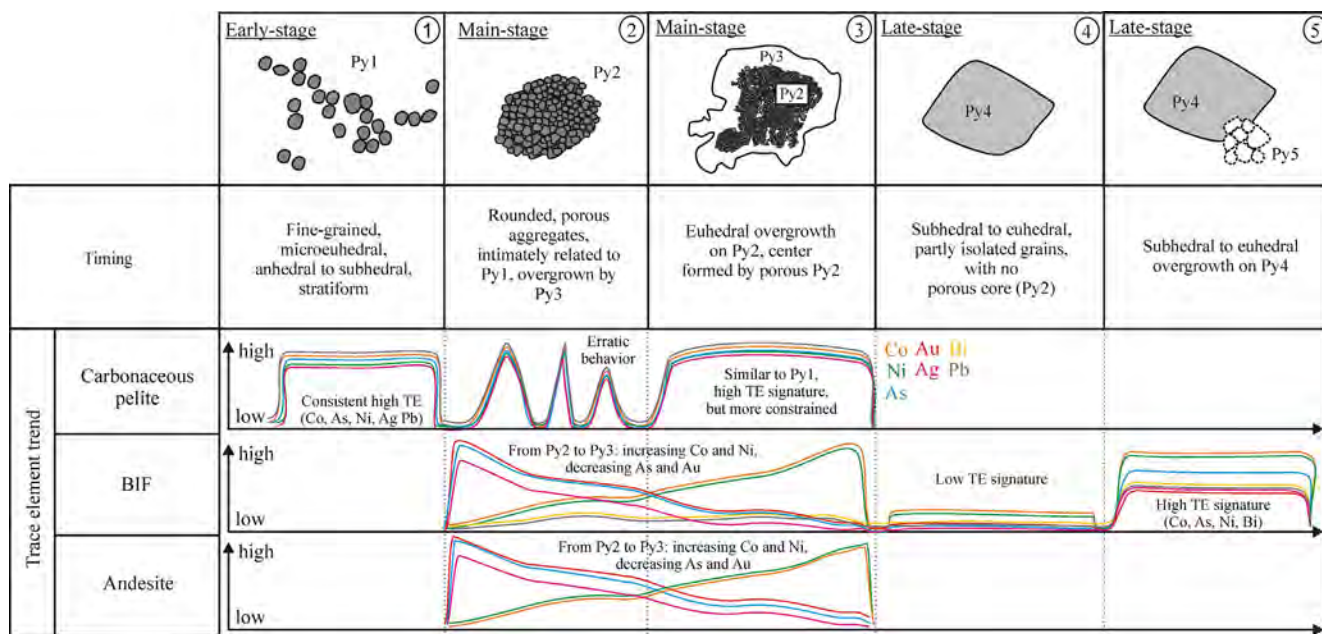 Early-stage
1
Py1
Main-stage
2
Py2
Main-stage
3
Py3
Py2
Late-stage
4
Py4
Late-stage
5
Py4
Py5
Timing
Fine-grained,
microeuhedral,
anhedral to subhedral,
stratiform
Rounded, porous
aggregates,
intimately related to
Py1, overgrown by
Py3
Euhedral overgrowth
on Py2, center
formed by porous Py2
Subhedral to euhedral,
partly isolated grains,
with no
porous core (Py2)
Subhedral to euhedral
overgrowth on Py4
Trace element trend
Carbonaceous
pelite
high
low
Consistent high TE
(Co, As, Ni, Ag Pb)
Erratic
behavior
Similar to Py1,
high TE signature,
but more constrained
Co Au Bi
Ni Ag Pb
As
BIF
high
low
From Py2 to Py3: increasing Co and Ni,
decreasing As and Au
Low TE signature
High TE signature
(Co, As, Ni, Bi)
Andesite
high
low
From Py2 to Py3: increasing Co and Ni,
decreasing As and Au